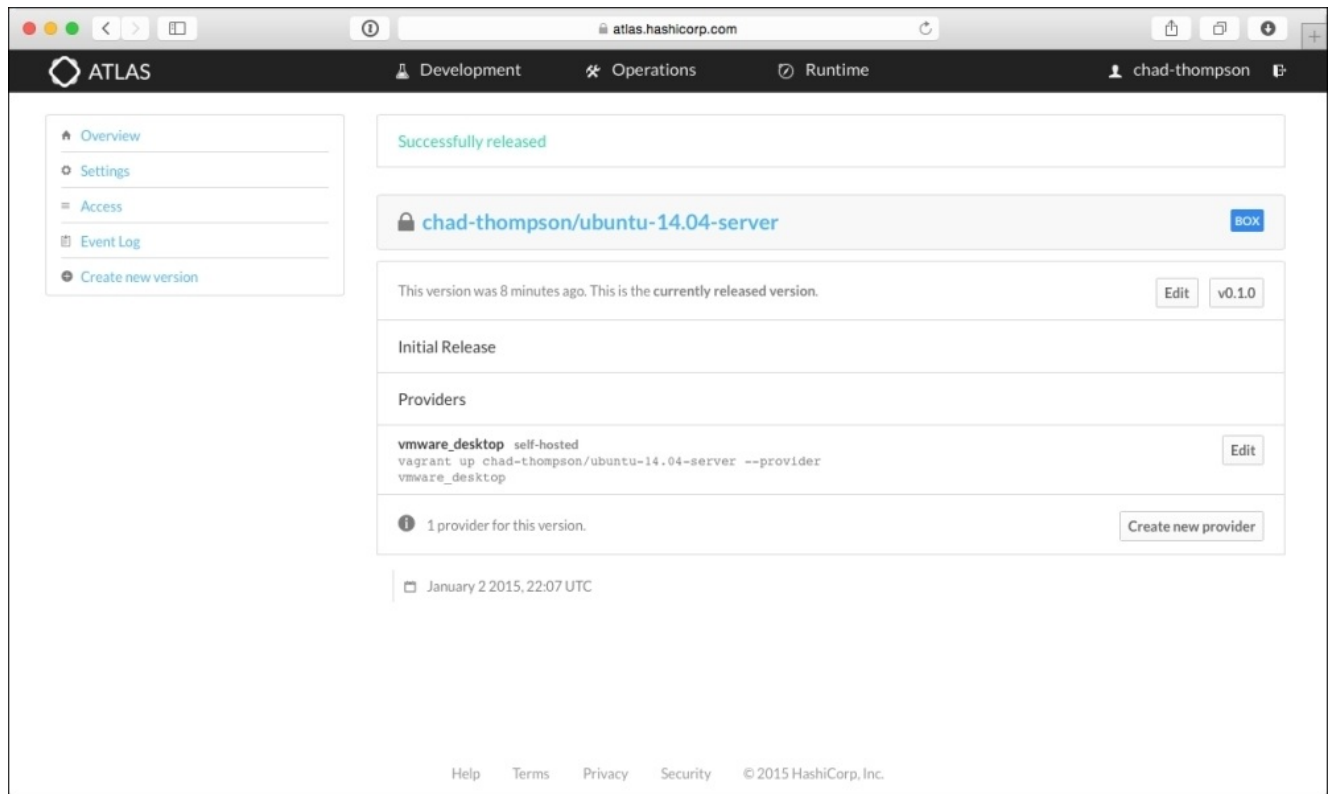 atlas.hashicorp.com
ATLAS
Development
Operations
Runtime
chad-thompson
Overview
Settings
Access
Event Log
Create new version
Successfully released
chad-thompson/ubuntu-14.04-server
BOX
This version was 8 minutes ago. This is the currently released version.
Edit
v0.1.0
Initial Release
Providers
vmware_desktop self-hosted
vagrant up chad-thompson/ubuntu-14.04-server --provider
vmware_desktop
Edit
1 provider for this version.
Create new provider
January 2 2015, 22:07 UTC
Help Terms Privacy Security © 2015 HashiCorp, Inc.